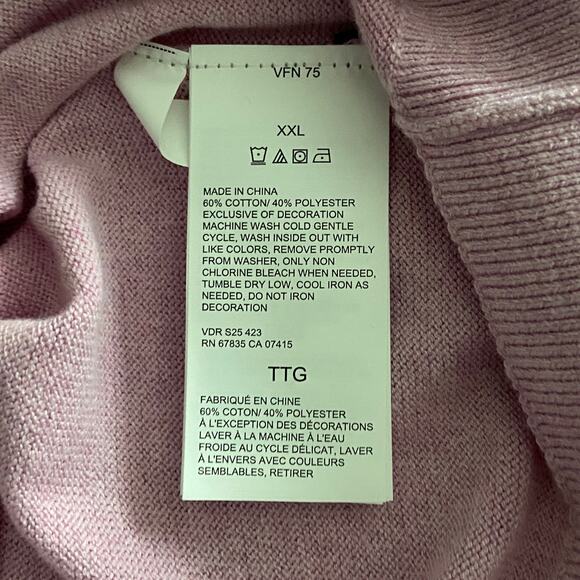 VFN 75
XXL
MADE IN CHINA
60% COTTON/ 40% POLYESTER
EXCLUSIVE OF DECORATION
MACHINE WASH COLD GENTLE
CYCLE, WASH INSIDE OUT WITH
LIKE COLORS, REMOVE PROMPTLY
FROM WASHER, ONLY NON
CHLORINE BLEACH WHEN NEEDED,
TUMBLE DRY LOW, COOL IRON AS
NEEDED, DO NOT IRON
DECORATION
VDR S25 423
RN 67835 CA 07415
TTG
FABRIQUÉ EN CHINE
60% COTON/ 40% POLYESTER
À L'EXCEPTION DES DÉCORATIONS
LAVER À LA MACHINE À L'EAU
FROIDE AU CYCLE DÉLICAT, LAVER
À L'ENVERS AVEC COULEURS
SEMBLABLES, RETIRER